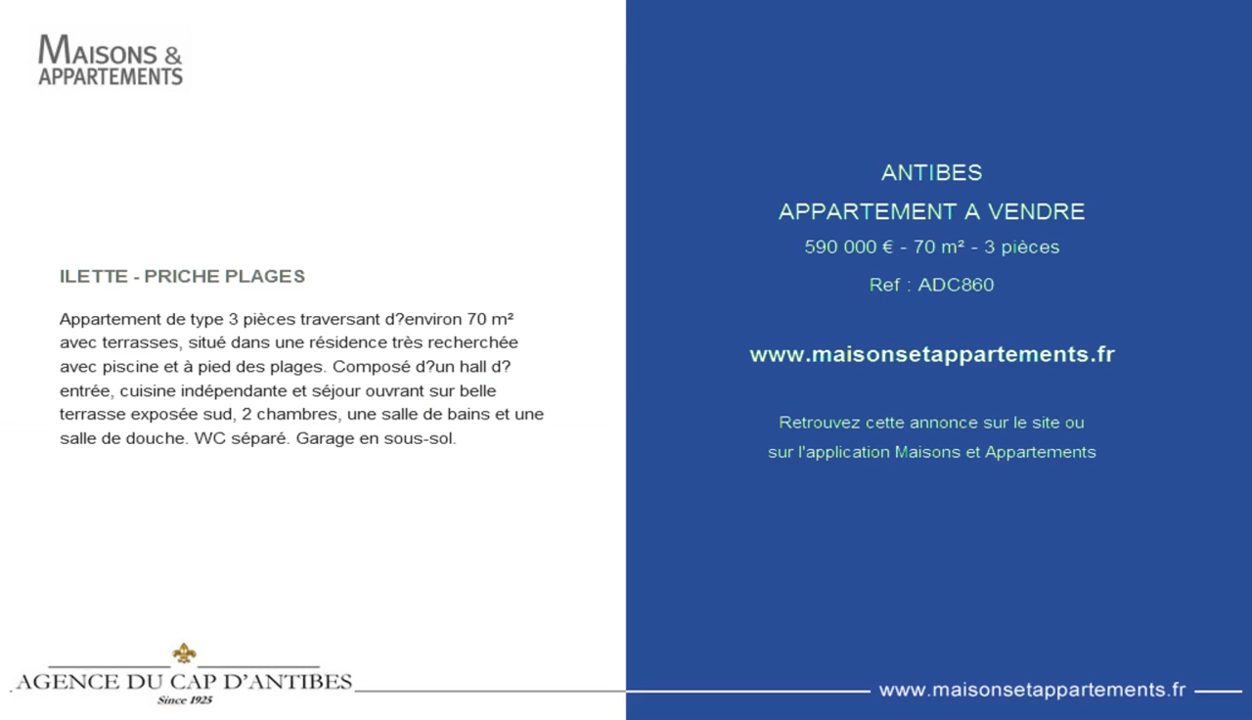 MAISONS &
APPARTEMENTS
ILETTE - PRICHE PLAGES
Appartement de type 3 pièces traversant d?environ 70 m²
avec terrasses, situé dans une résidence très recherchée
avec piscine et à pied des plages. Composé d?un hall d?
entrée, cuisine indépendante et séjour ouvrant sur belle
terrasse exposée sud, 2 chambres, une salle de bains et une
salle de douche. WC séparé. Garage en sous-sol.
AGENCE DU CAP D'ANTIBES
Since 1925
ANTIBES
APPARTEMENT A VENDRE
590 000 € - 70 m² - 3 pièces
Ref : ADC860
www.maisonsetappartements.fr
Retrouvez cette annonce sur le site ou
sur l'application Maisons et Appartements
www.maisonsetappartements.fr